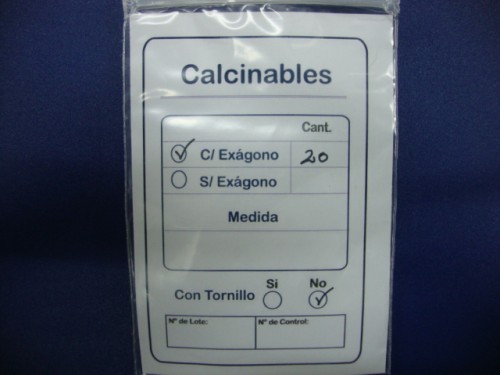 Calcinables
Cant.
C/ Exágono 20
S/ Exágono
Medida
Si No
Con Tornillo
Nº de Lote: Nº de Control: